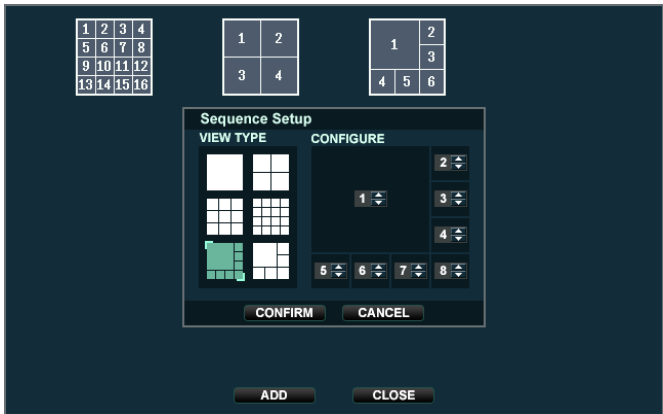 1 2 3 4
5 6 7 8
9 10 11 12
13 14 15 16
1 2
3 4
1 2
3
4 5 6
Sequence Setup
VIEW TYPE CONFIGURE
2
1 3
4
5 6 7 8
CONFIRM CANCEL
ADD CLOSE